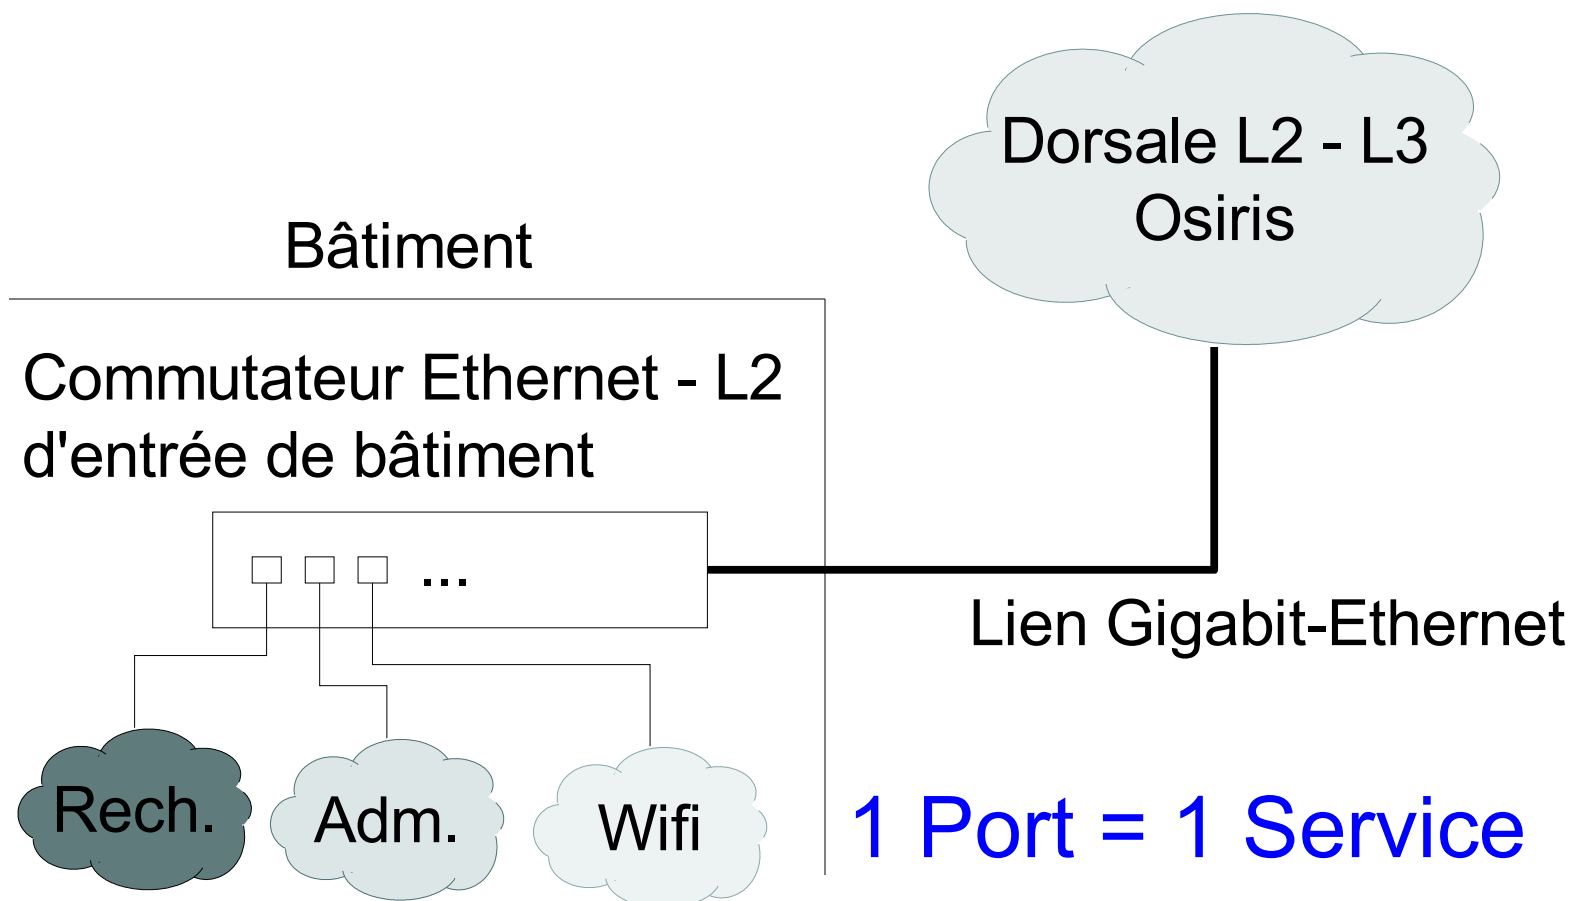 Dorsale L2 - L3
Osiris
Bâtiment
Commutateur Ethernet - L2
d'entrée de bâtiment
...
Lien Gigabit-Ethernet
Rech.
Adm.
Wifi
1 Port = 1 Service